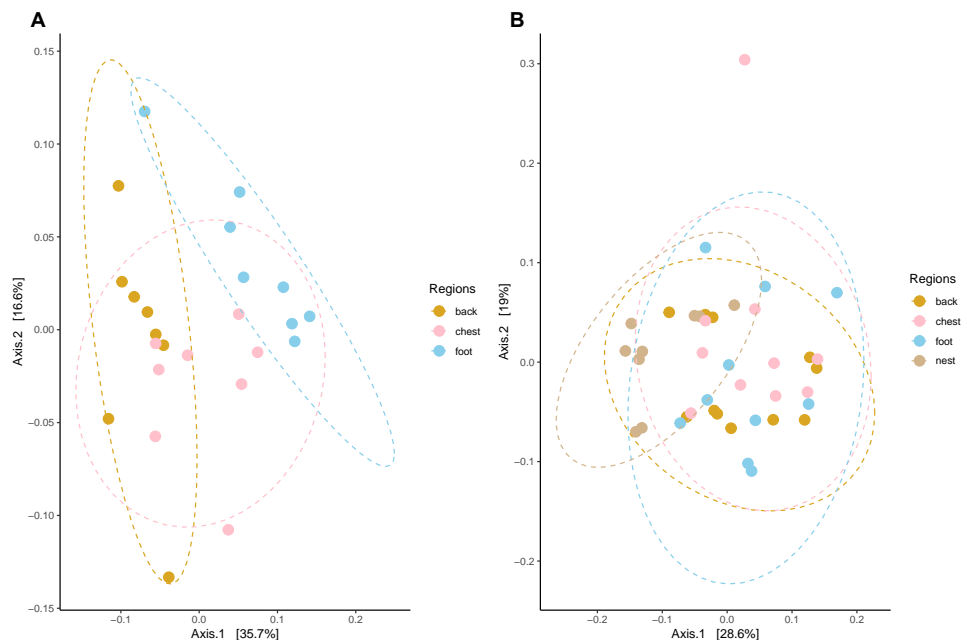 A
0.15
0.10
0.05
0.00
−0.05
−0.10
−0.15
Axis.2 [16.6%]
−0.1
0.0
0.1
0.2
Axis.1 [35.7%]
Regions
back
chest
foot
B
0.3
0.2
0.1
0.0
−0.1
−0.2
Axis.2 [19%]
−0.2
−0.1
0.0
0.1
0.2
Axis.1 [28.6%]
Regions
back
chest
foot
nest